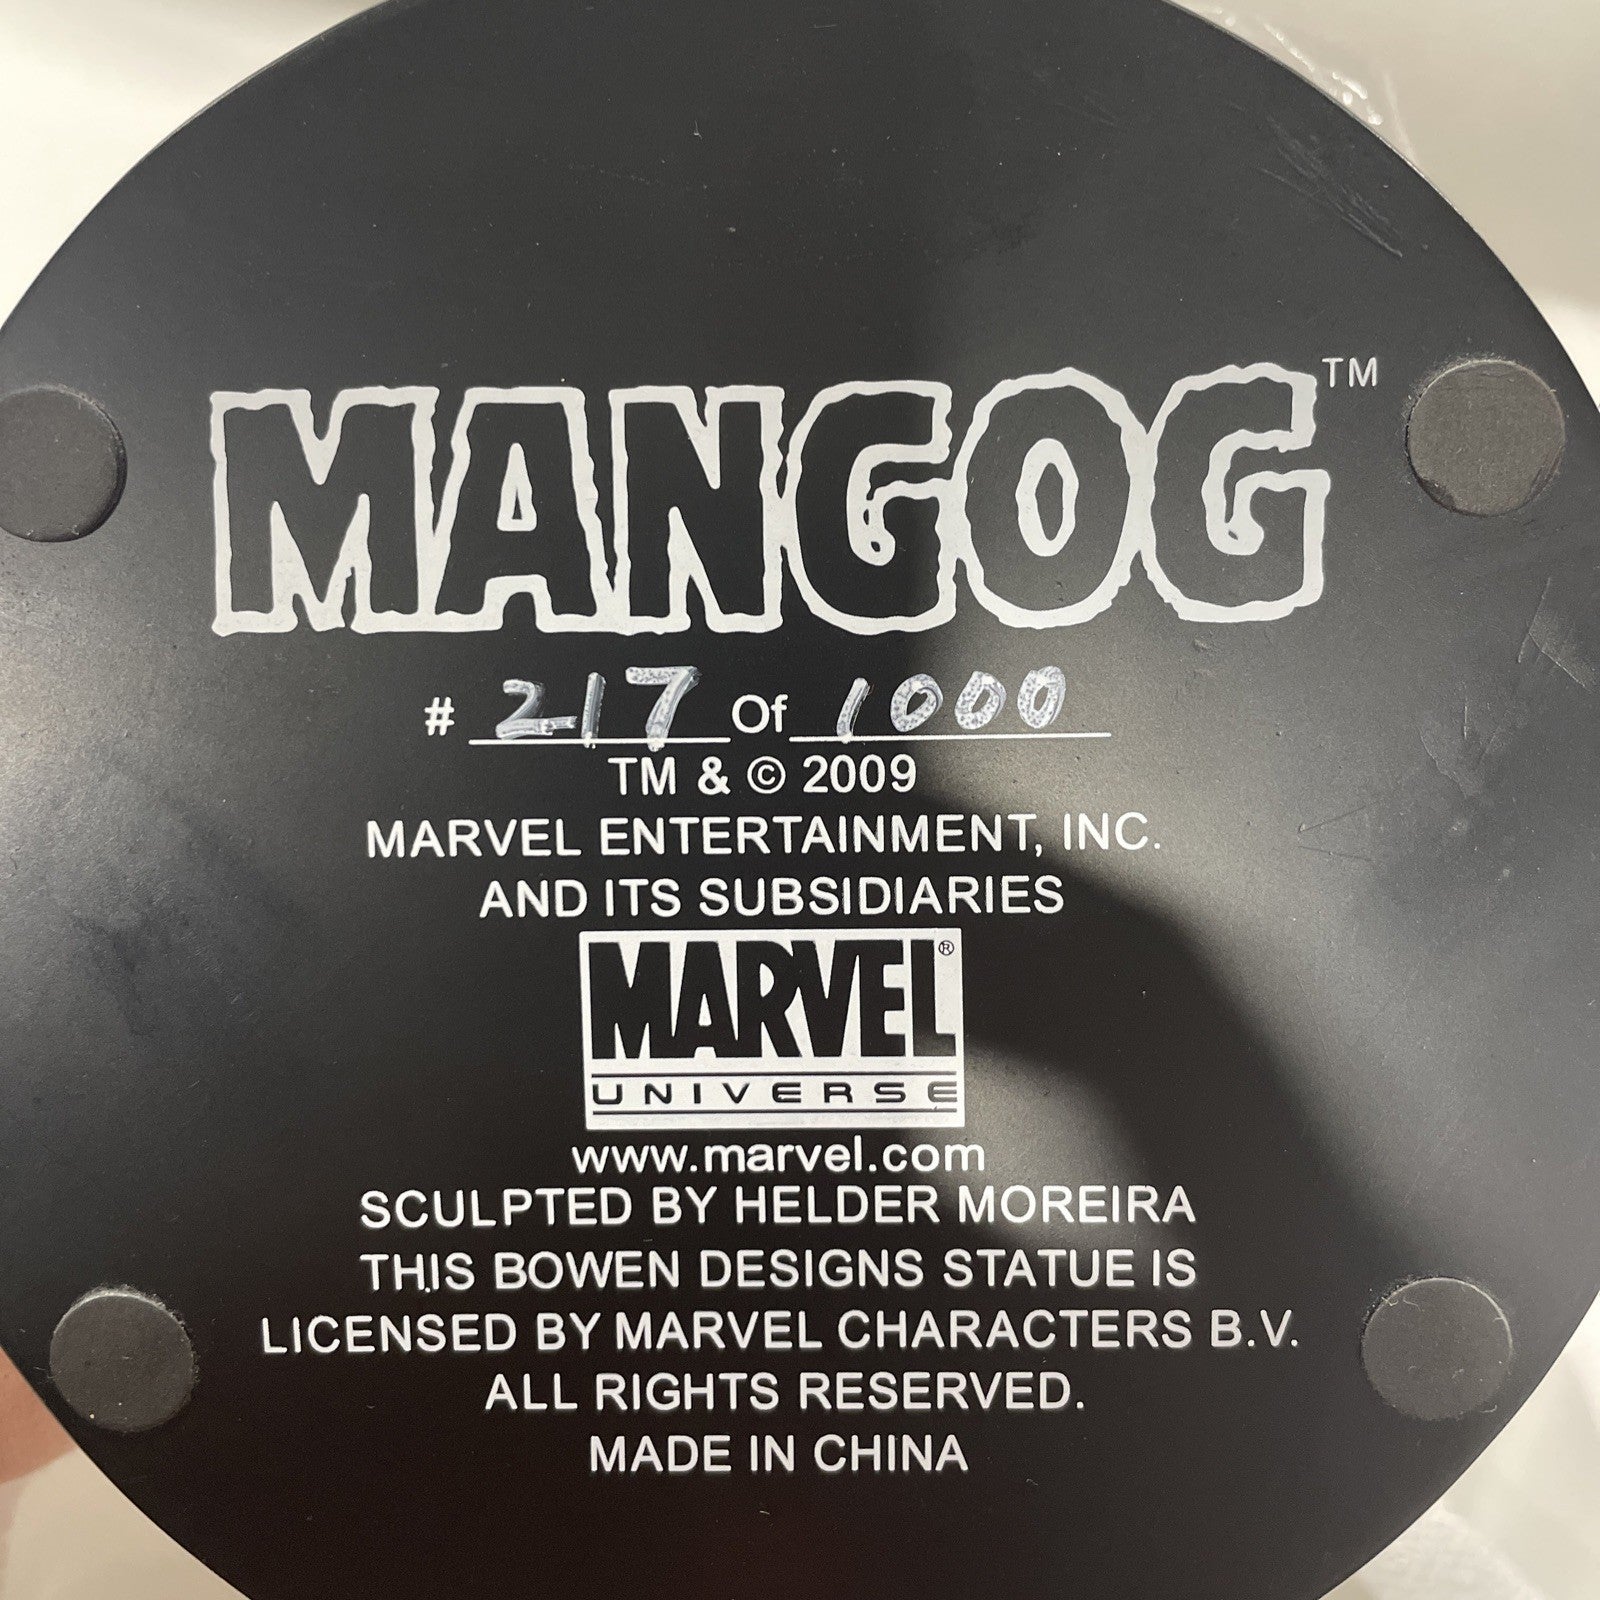 MANGOG™
# 217 Of 1000
TM & © 2009
MARVEL ENTERTAINMENT, INC.
AND ITS SUBSIDIARIES
MARVEL®
UNIVERSE
www.marvel.com
SCULPTED BY HELDER MOREIRA
THIS BOWEN DESIGNS STATUE IS
LICENSED BY MARVEL CHARACTERS B.V.
ALL RIGHTS RESERVED.
MADE IN CHINA